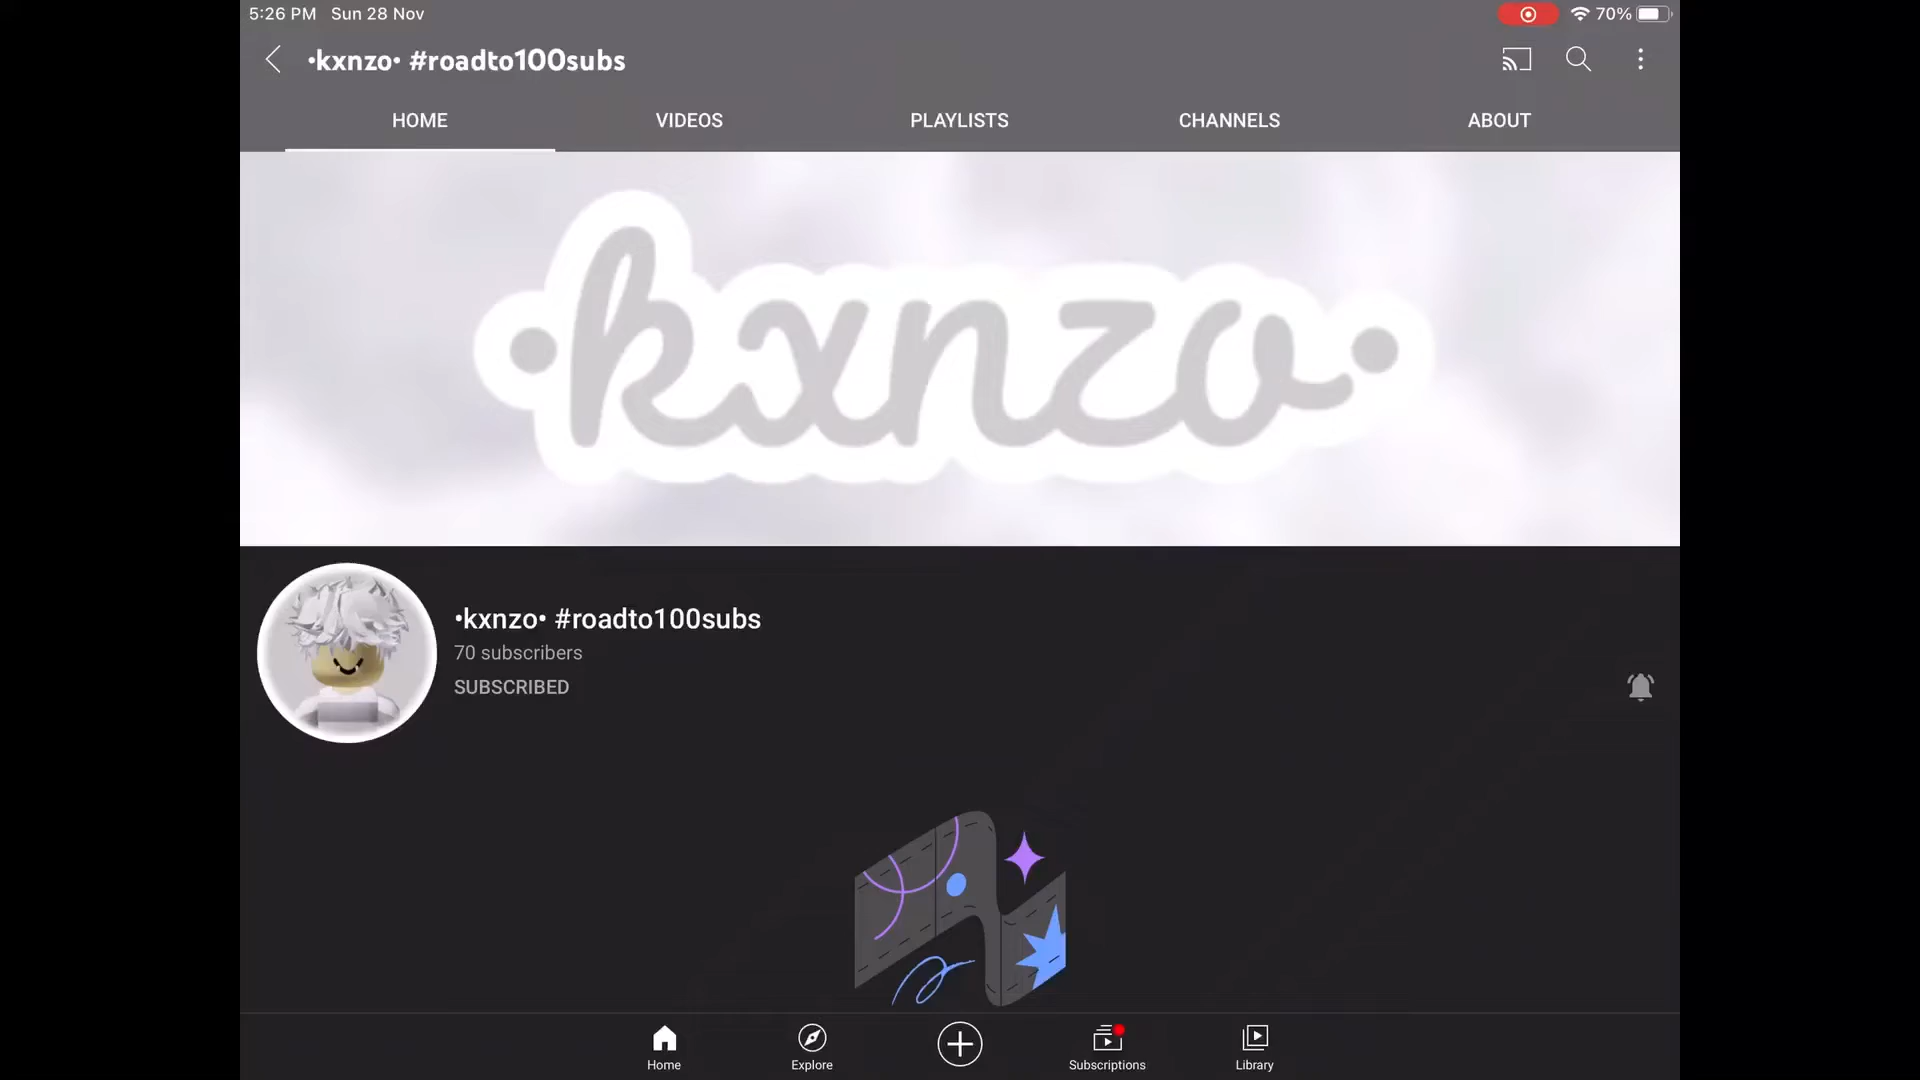 5:26 PM Sun 28 Nov 70%
•kxnzo• #roadto100subs
HOME VIDEOS PLAYLISTS CHANNELS ABOUT
•kxnzo•
•kxnzo• #roadto100subs
70 subscribers
SUBSCRIBED
Home Explore Subscriptions Library